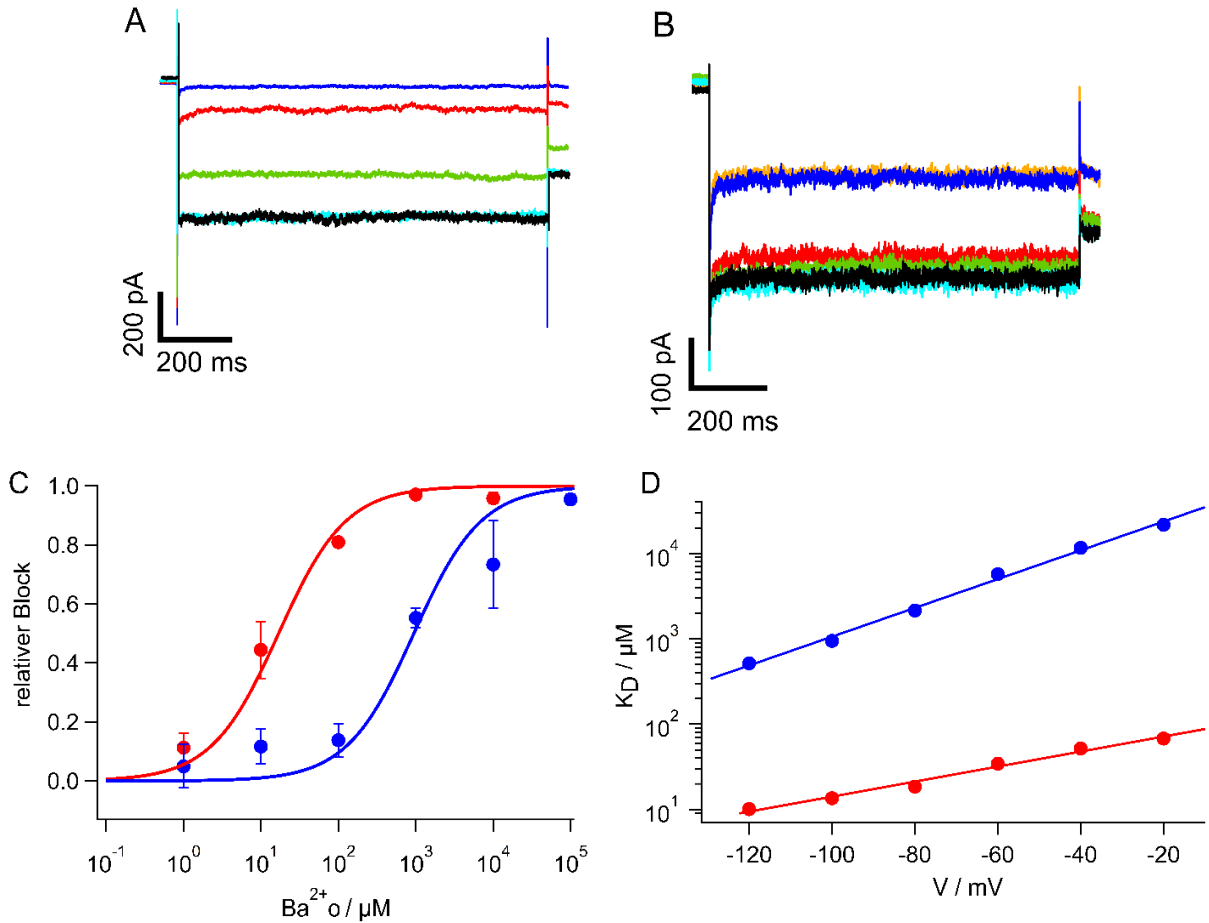 A
200 pA
200 ms
B
100 pA
200 ms
C
relativer Block
1.0
0.8
0.6
0.4
0.2
0.0
10⁻¹ 10⁰ 10¹ 10² 10³ 10⁴ 10⁵
Ba²⁺o / µM
D
K_D / µM
10⁴
10³
10²
10¹
-120 -100 -80 -60 -40 -20
V / mV